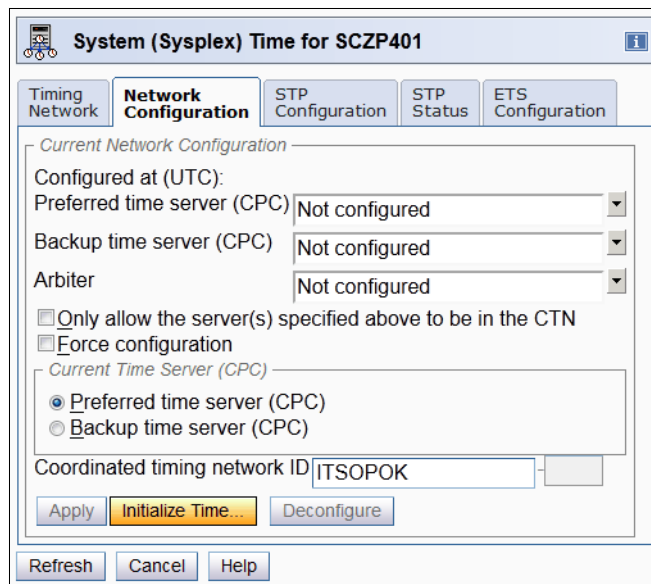 System (Sysplex) Time for SCZP401
i
Timing Network
Network Configuration
STP Configuration
STP Status
ETS Configuration
Current Network Configuration
Configured at (UTC):
Preferred time server (CPC) Not configured
Backup time server (CPC) Not configured
Arbiter Not configured
Only allow the server(s) specified above to be in the CTN
Force configuration
Current Time Server (CPC)
Preferred time server (CPC)
Backup time server (CPC)
Coordinated timing network ID ITSOPOK -
Apply Initialize Time... Deconfigure
Refresh Cancel Help